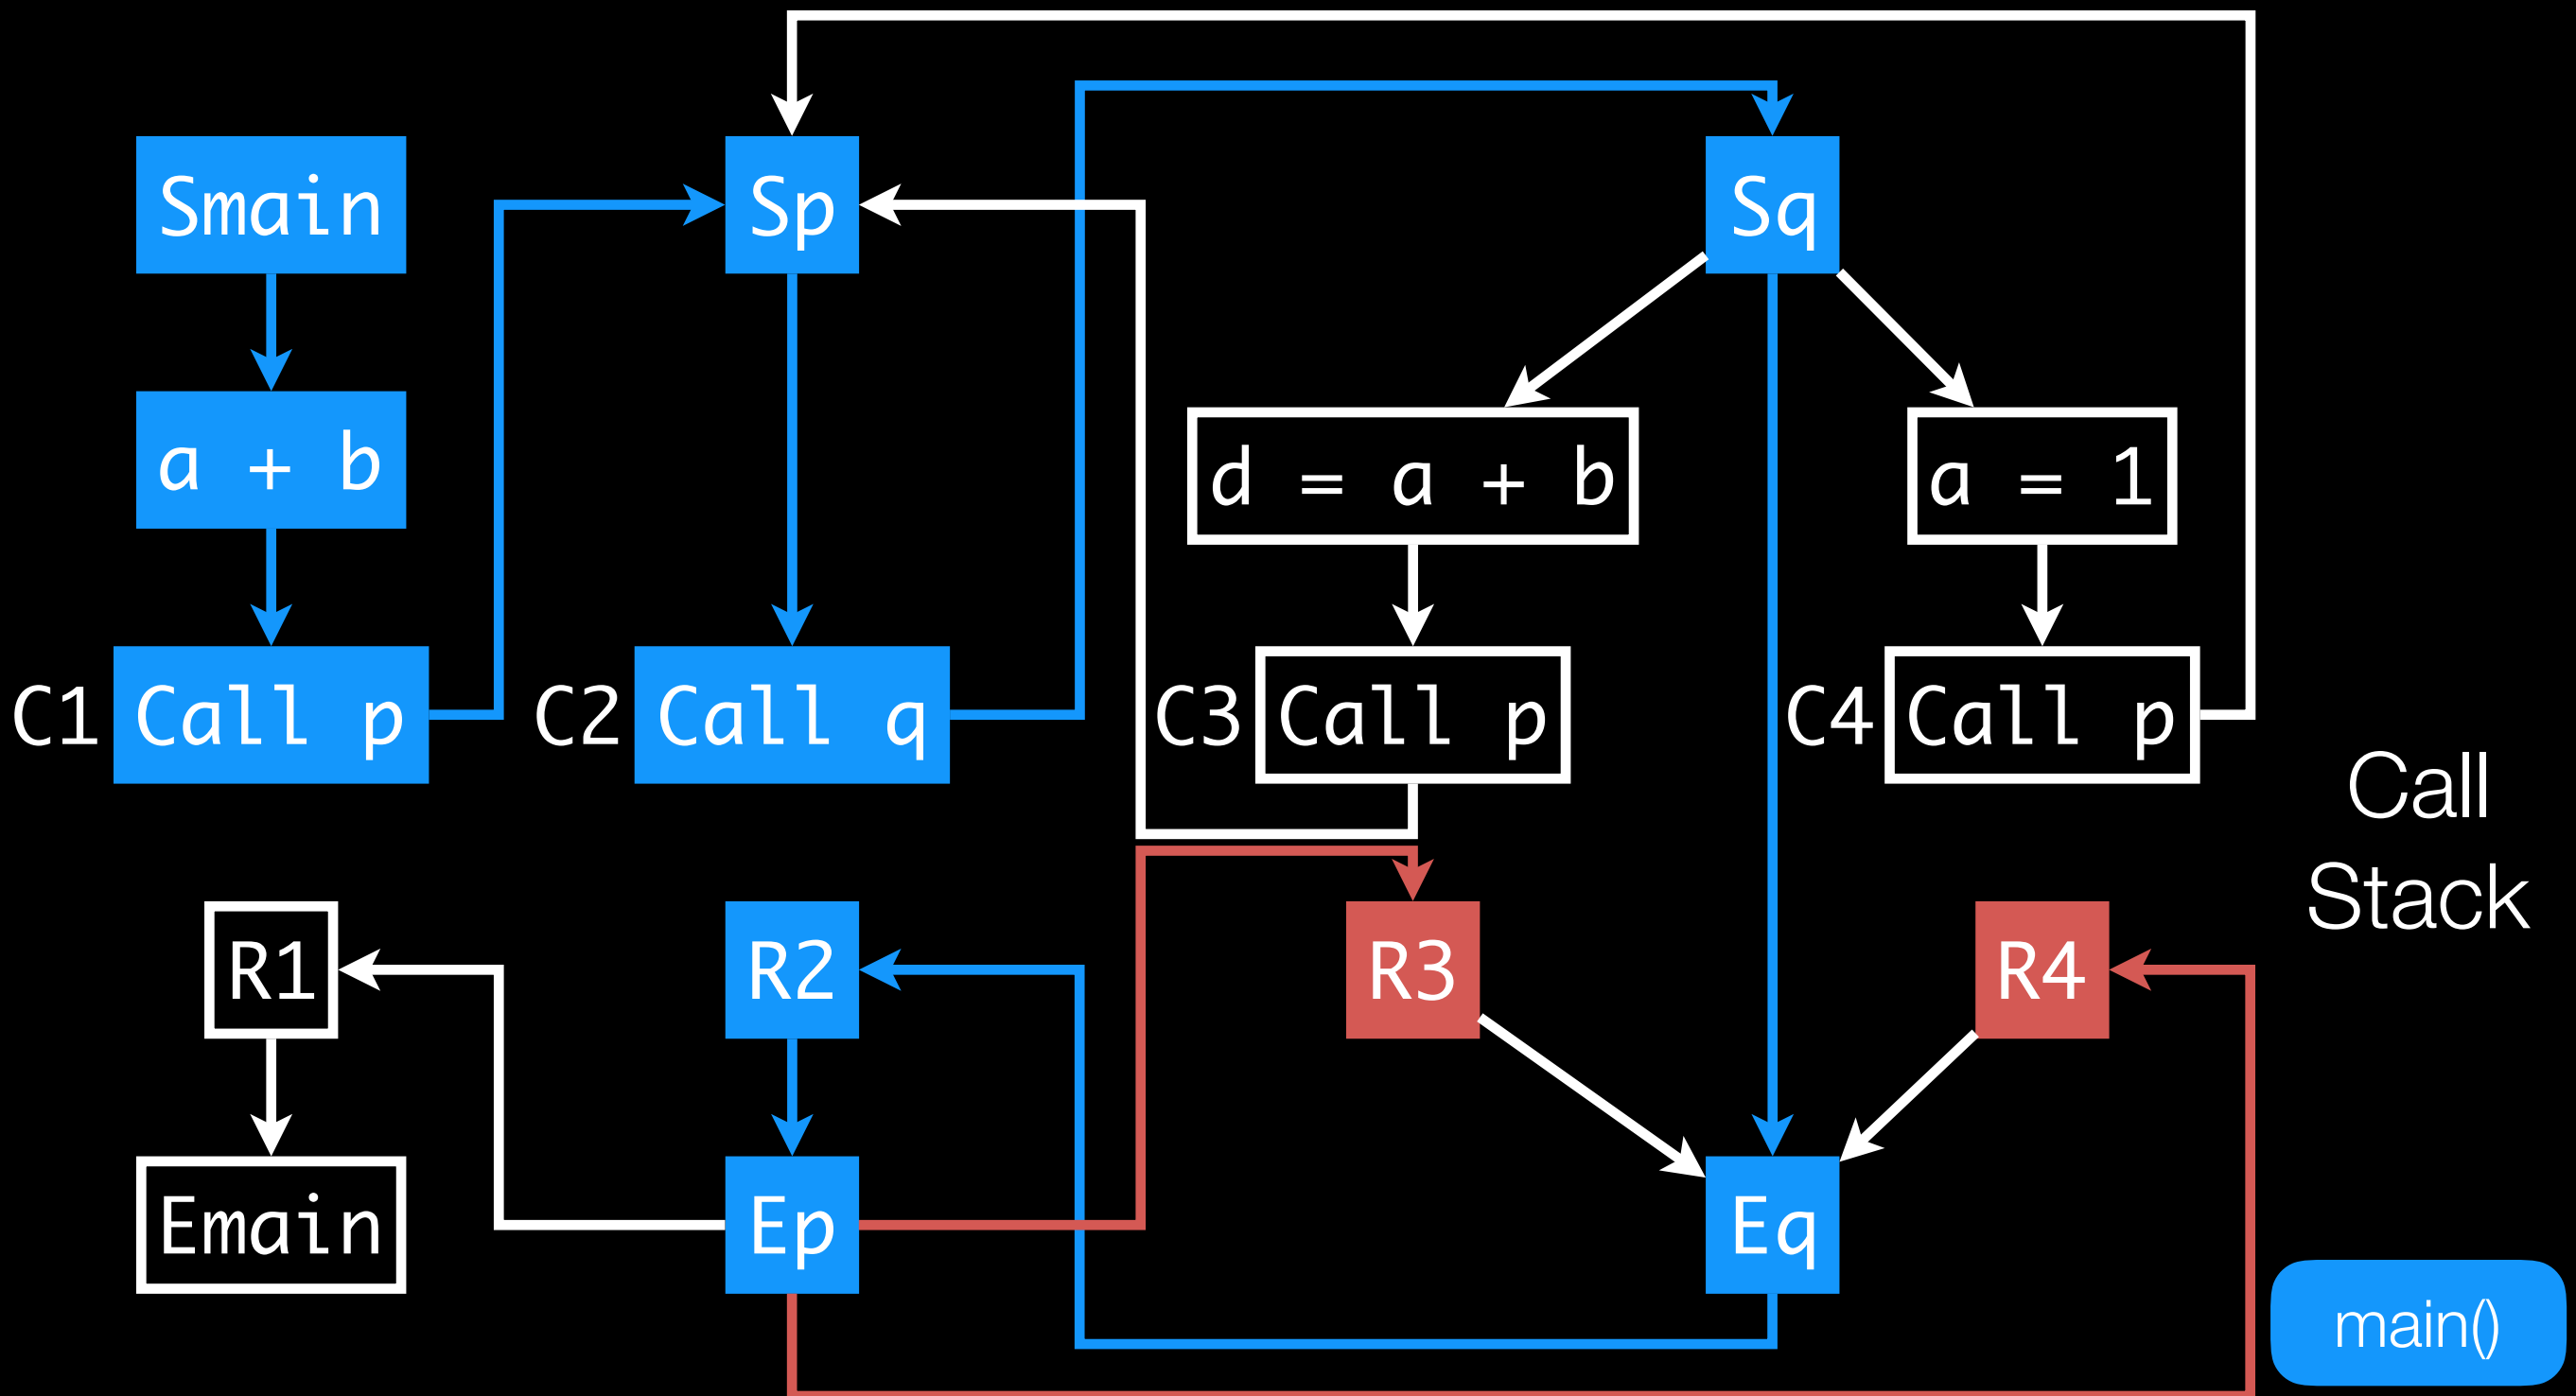 Smain
Sp
Sq
a + b
d = a + b
a = 1
C1 Call p
C2 Call q
C3 Call p
C4 Call p
Call
Stack
R1
R2
R3
R4
Emain
Ep
Eq
main()